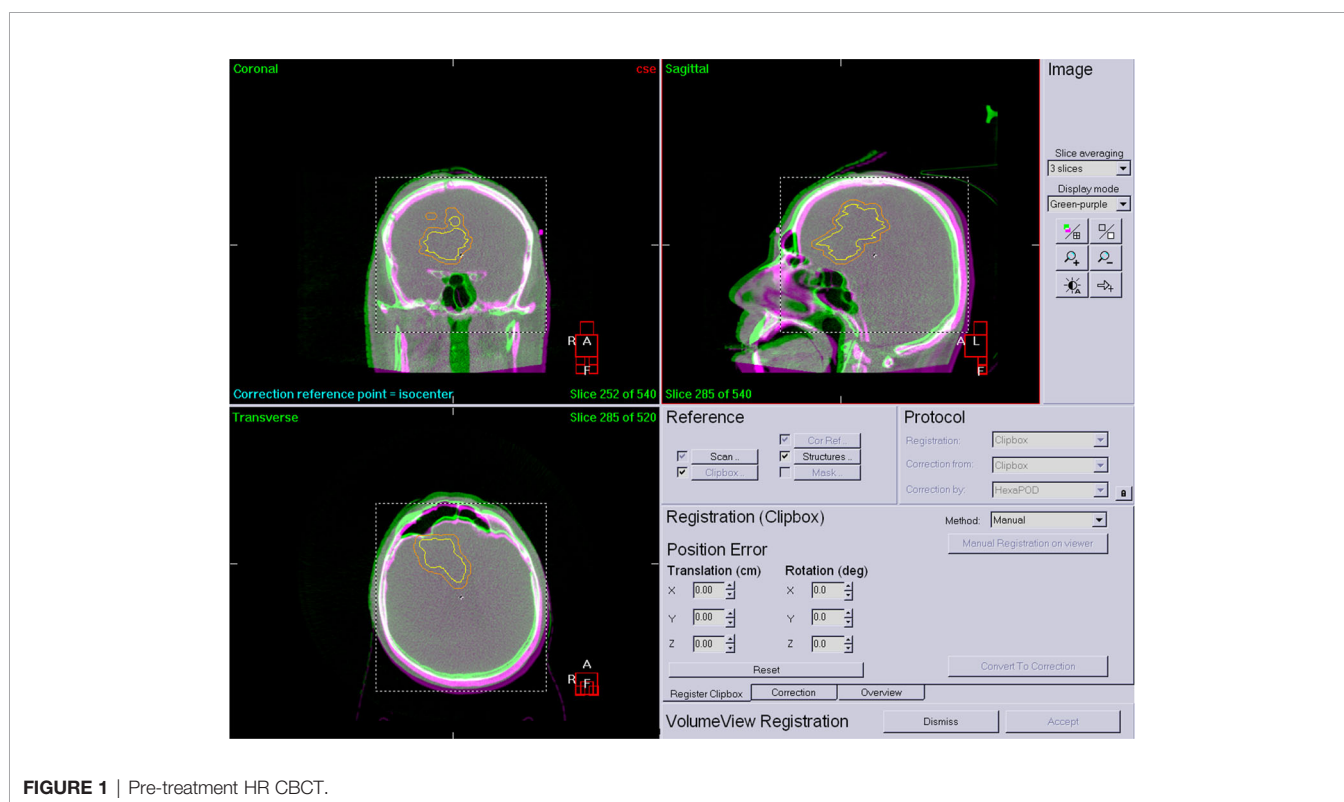 Coronal
cse
Sagittal
Image
Slice averaging
3 slices
Display mode
Green-purple
A
R A
F
A L
F
Correction reference point = isocenter
Slice 252 of 540
Slice 285 of 540
Transverse
Slice 285 of 520
A
R F
Reference
Cor Ref..
Scan ..
Structures ..
Clipbox..
Mask..
Protocol
Registration: Clipbox
Correction from: Clipbox
Correction by: HexaPOD
Registration (Clipbox)
Method: Manual
Manual Registration on viewer
Position Error
Translation (cm) Rotation (deg)
X 0.00 X 0.0
Y 0.00 Y 0.0
Z 0.00 Z 0.0
Reset
Convert To Correction
Register Clipbox Correction Overview
VolumeView Registration Dismiss Accept
FIGURE 1 | Pre-treatment HR CBCT.